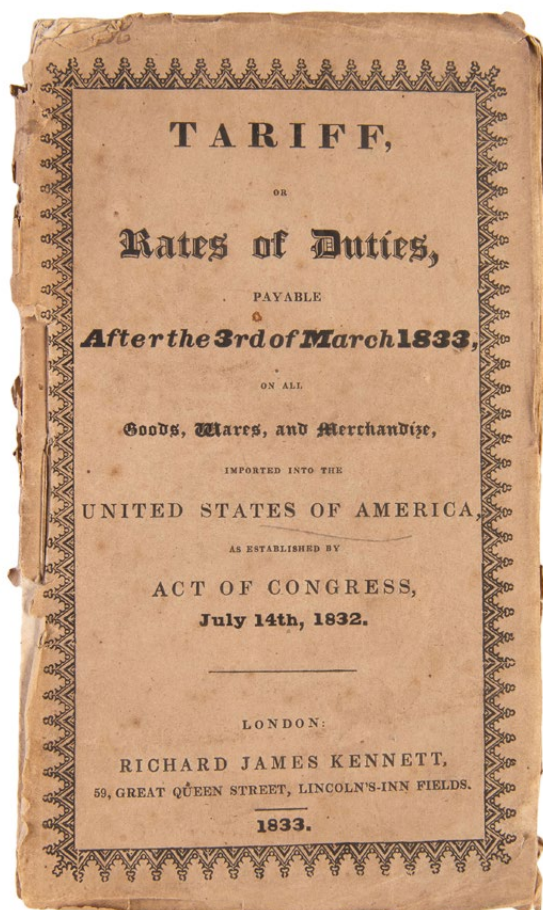 TARIFF,
OR
Rates of Duties,
PAYABLE
After the 3rd of March 1833,
ON ALL
Goods, Wares, and Merchandize,
IMPORTED INTO THE
UNITED STATES OF AMERICA,
AS ESTABLISHED BY
ACT OF CONGRESS,
July 14th, 1832.
LONDON:
RICHARD JAMES KENNETT,
59, GREAT QUEEN STREET, LINCOLN'S-INN FIELDS.
1833.